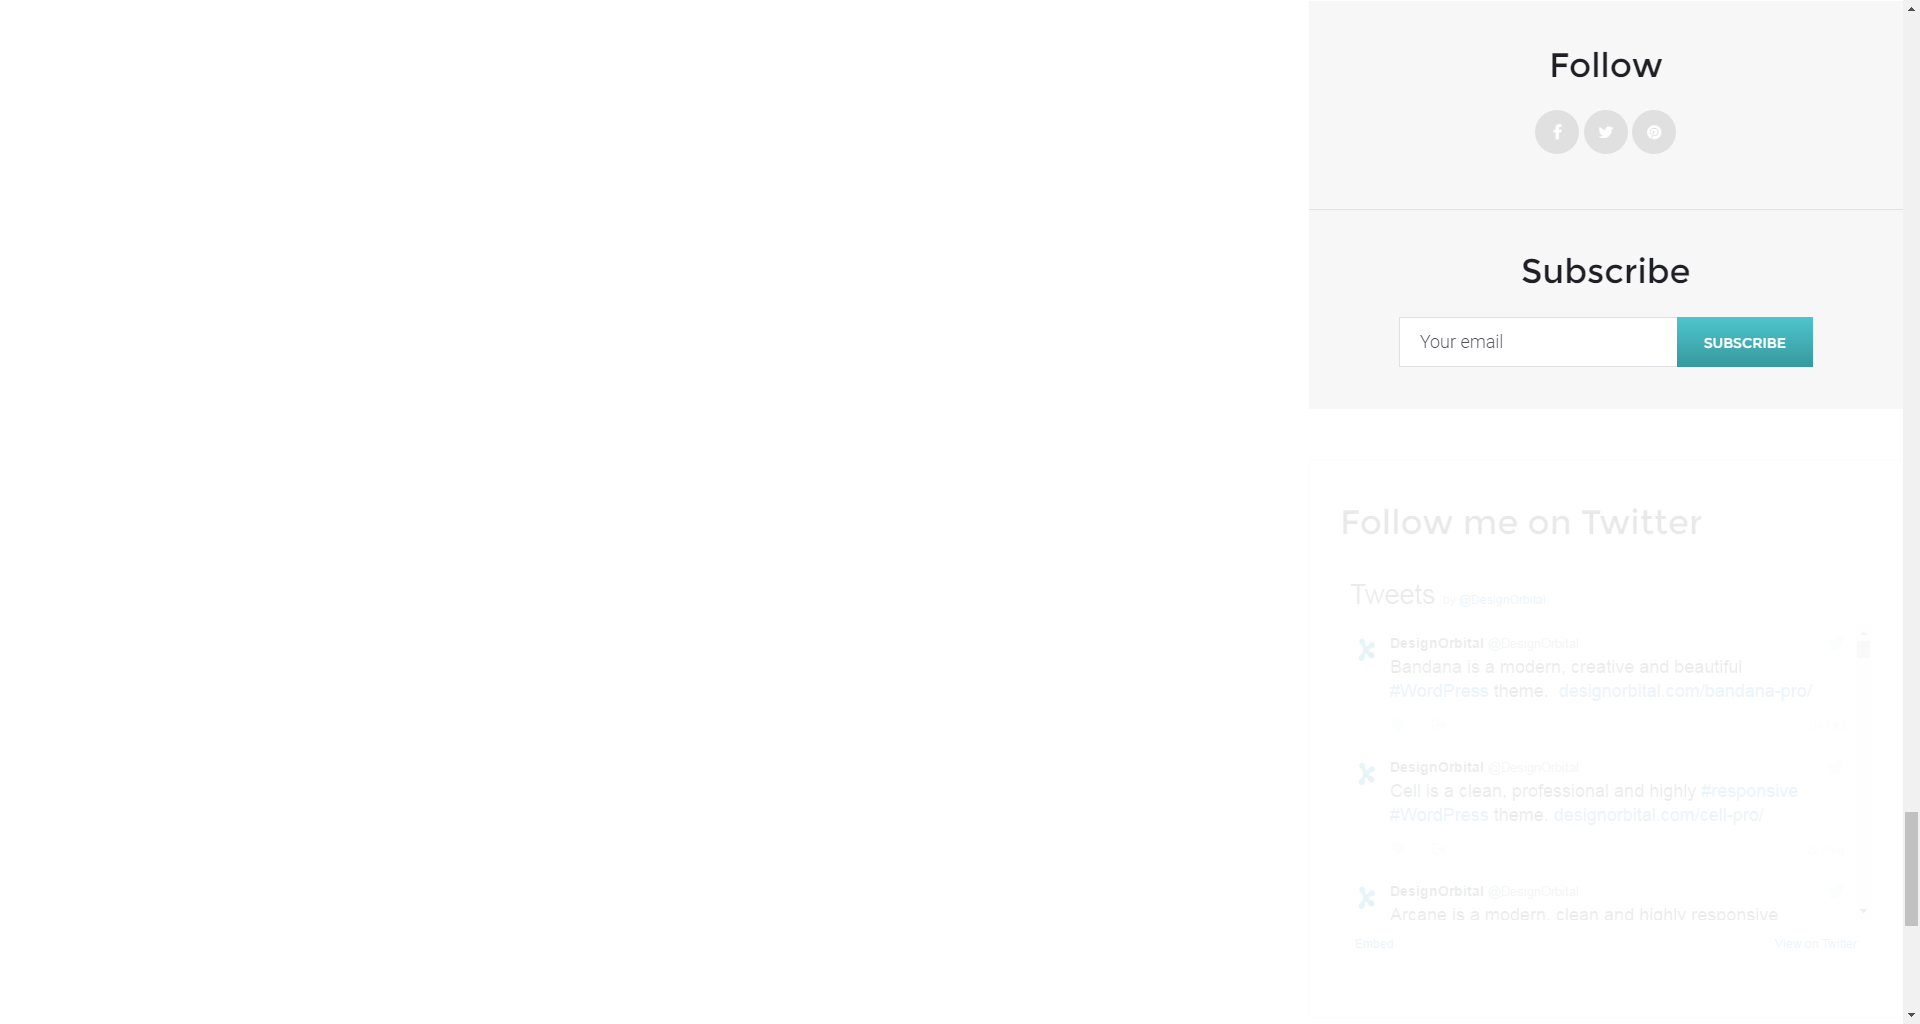 Follow
Subscribe
Your email
SUBSCRIBE
Follow me on Twitter
Tweets by @DesignOrbital
DesignOrbital @DesignOrbital
Bandana is a modern, creative and beautiful
#WordPress theme. designorbital.com/bandana-pro/
DesignOrbital @DesignOrbital
Cell is a clean, professional and highly #responsive
#WordPress theme. designorbital.com/cell-pro/
DesignOrbital @DesignOrbital
Arcane is a modern, clean and highly responsive
Embed
View on Twitter